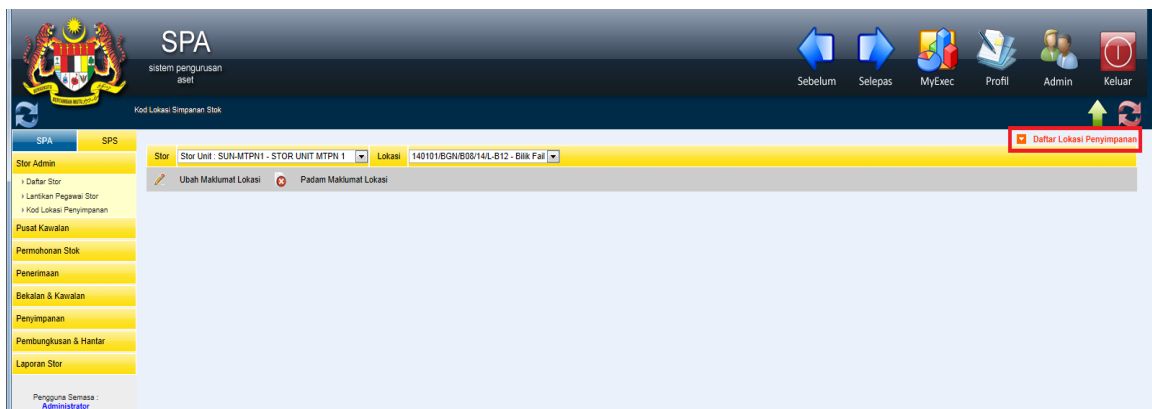 SPA
sistem pengurusan
aset
Sebelum Selepas MyExec Profil Admin Keluar
Kod Lokasi Simpanan Stok
SPA SPS
Daftar Lokasi Penyimpanan
Stor Stor Unit : SUN-MTPN1 - STOR UNIT MTPN 1 Lokasi 140101/BGN/B08/14/L-B12 - Bilik Fail
Ubah Maklumat Lokasi Padam Maklumat Lokasi
Stor Admin
› Daftar Stor
› Lantikan Pegawai Stor
› Kod Lokasi Penyimpanan
Pusat Kawalan
Permohonan Stok
Penerimaan
Bekalan & Kawalan
Penyimpanan
Pembungkusan & Hantar
Laporan Stor
Pengguna Semasa :
Administrator